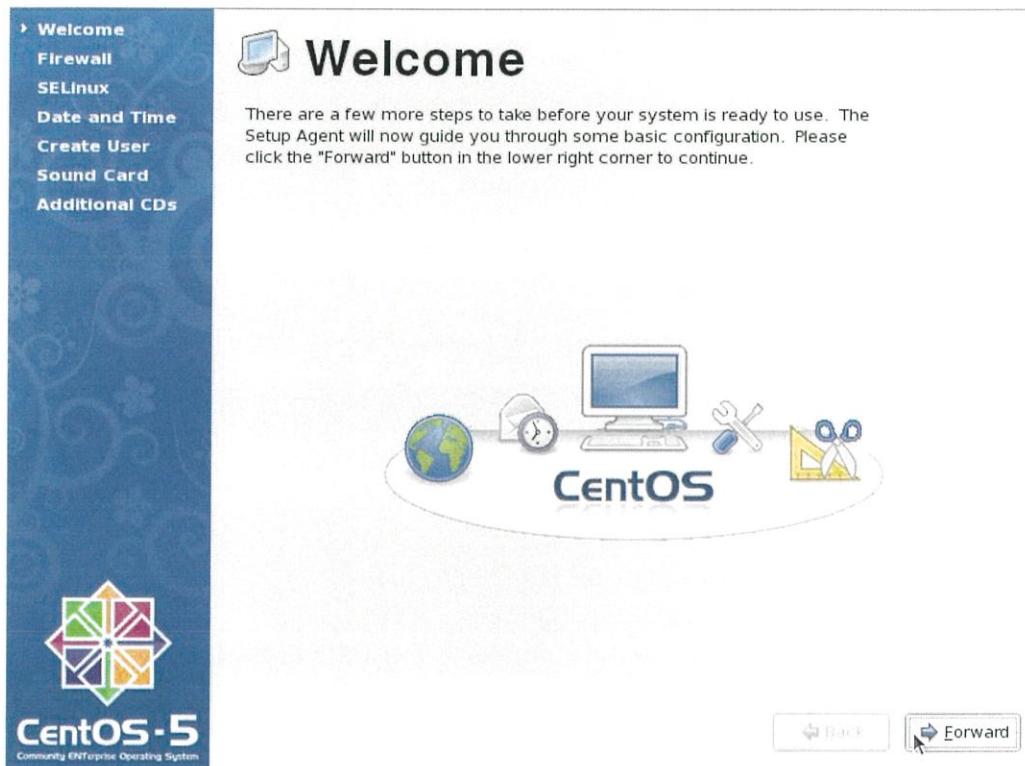 Welcome
Firewall
SELinux
Date and Time
Create User
Sound Card
Additional CDs
Welcome
There are a few more steps to take before your system is ready to use. The
Setup Agent will now guide you through some basic configuration. Please
click the "Forward" button in the lower right corner to continue.
CentOS
CentOS-5
Community ENTerprise Operating System
Back
Forward